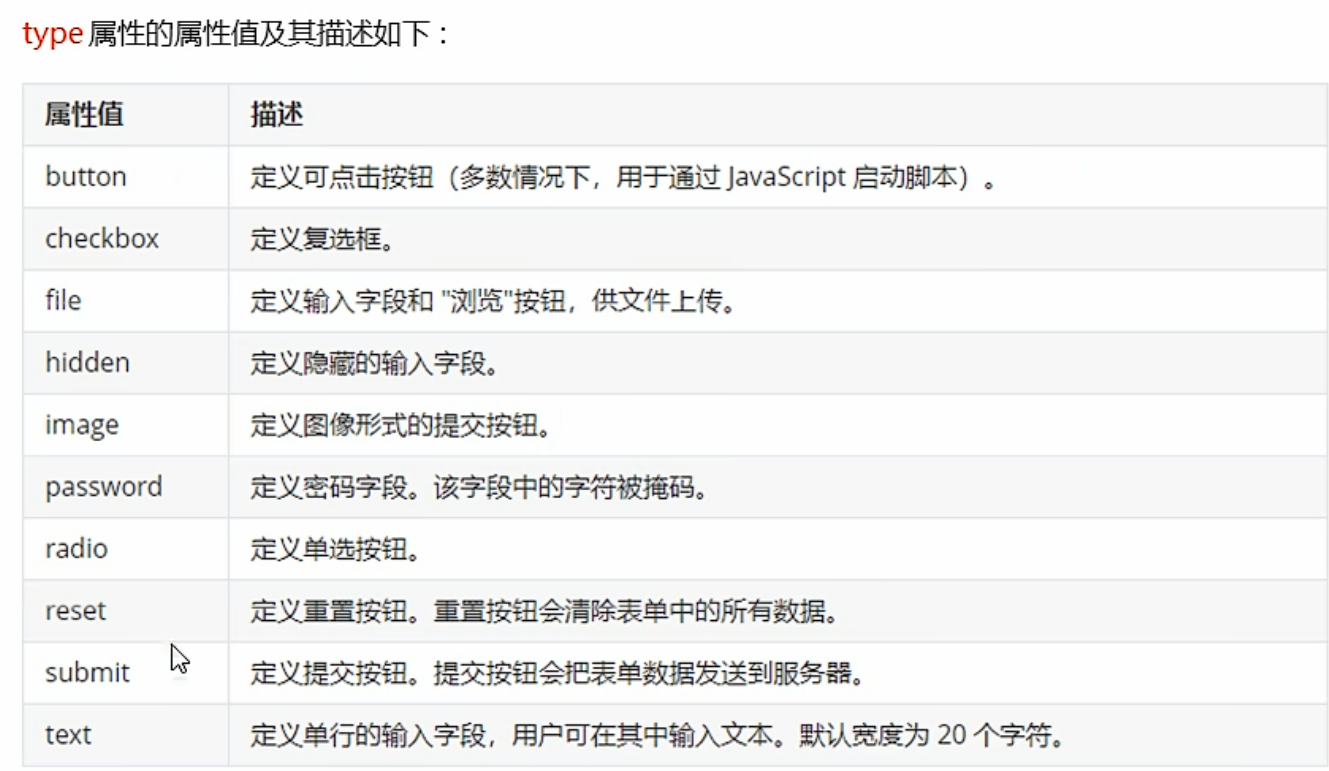 type 属性的属性值及其描述如下：
属性值 描述
button 定义可点击按钮（多数情况下，用于通过 JavaScript 启动脚本）。
checkbox 定义复选框。
file 定义输入字段和 "浏览"按钮，供文件上传。
hidden 定义隐藏的输入字段。
image 定义图像形式的提交按钮。
password 定义密码字段。该字段中的字符被掩码。
radio 定义单选按钮。
reset 定义重置按钮。重置按钮会清除表单中的所有数据。
submit 定义提交按钮。提交按钮会把表单数据发送到服务器。
text 定义单行的输入字段，用户可在其中输入文本。默认宽度为 20 个字符。